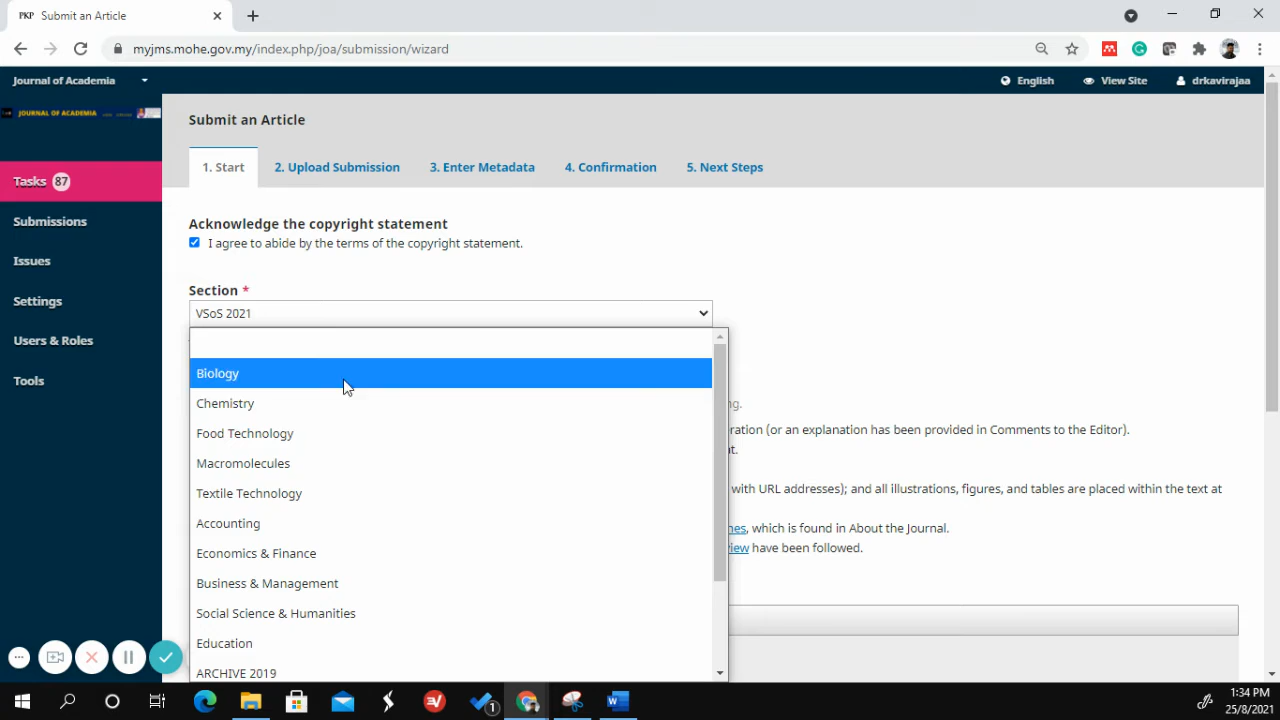 PKP Submit an Article
myjms.mohe.gov.my/index.php/joa/submission/wizard
Journal of Academia
English
View Site
drkavirajaa
JOURNAL OF ACADEMIA
Submit an Article
1. Start
2. Upload Submission
3. Enter Metadata
4. Confirmation
5. Next Steps
Tasks 87
Submissions
Issues
Settings
Users & Roles
Tools
Acknowledge the copyright statement
I agree to abide by the terms of the copyright statement.
Section *
VSoS 2021
Biology
Chemistry
Food Technology
Macromolecules
Textile Technology
Accounting
Economics & Finance
Business & Management
Social Science & Humanities
Education
ARCHIVE 2019
ng.
ration (or an explanation has been provided in Comments to the Editor).
t.
with URL addresses); and all illustrations, figures, and tables are placed within the text at
nes, which is found in About the Journal.
view have been followed.
1
1:34 PM
25/8/2021